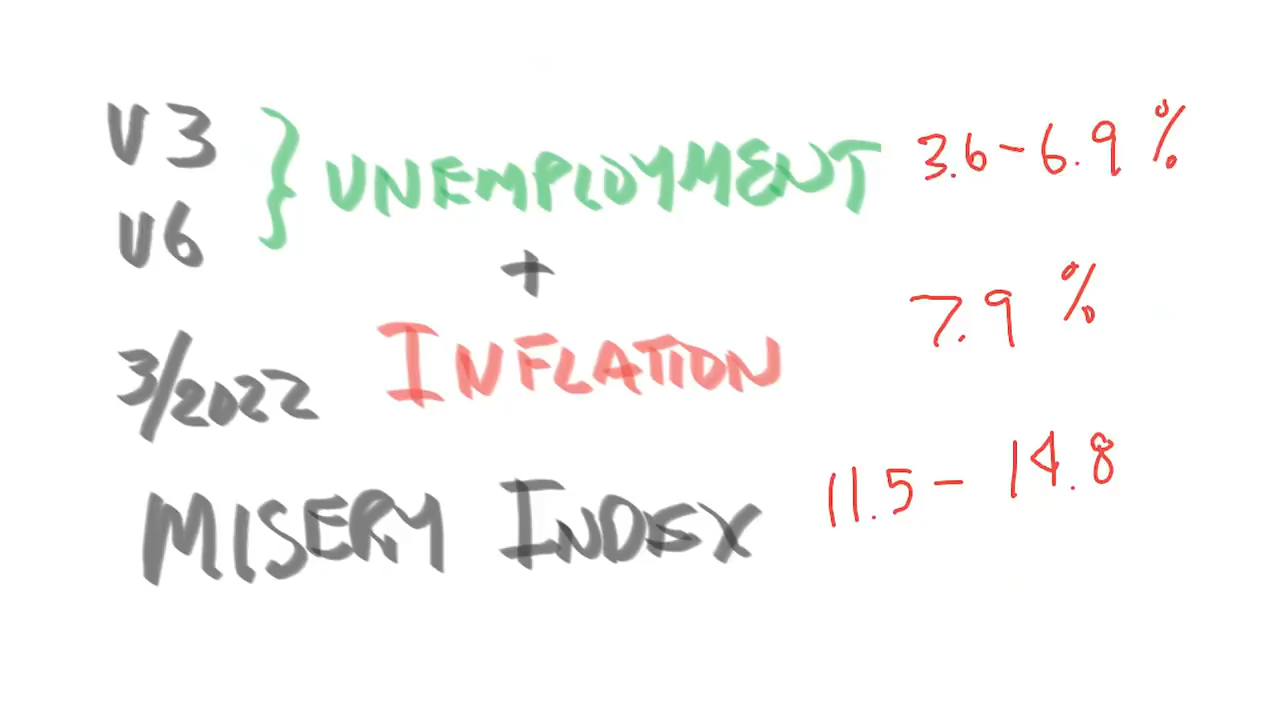 U3 } UNEMPLOYMENT 3.6-6.9 %
U6
+
3/2022 INFLATION 7.9 %
MISERY INDEX 11.5 - 14.8